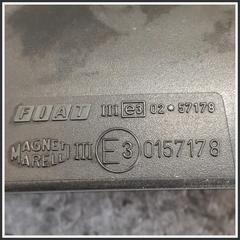 FIAT III e3 02•57178
MAGNETI MARELLI III E3 0157178